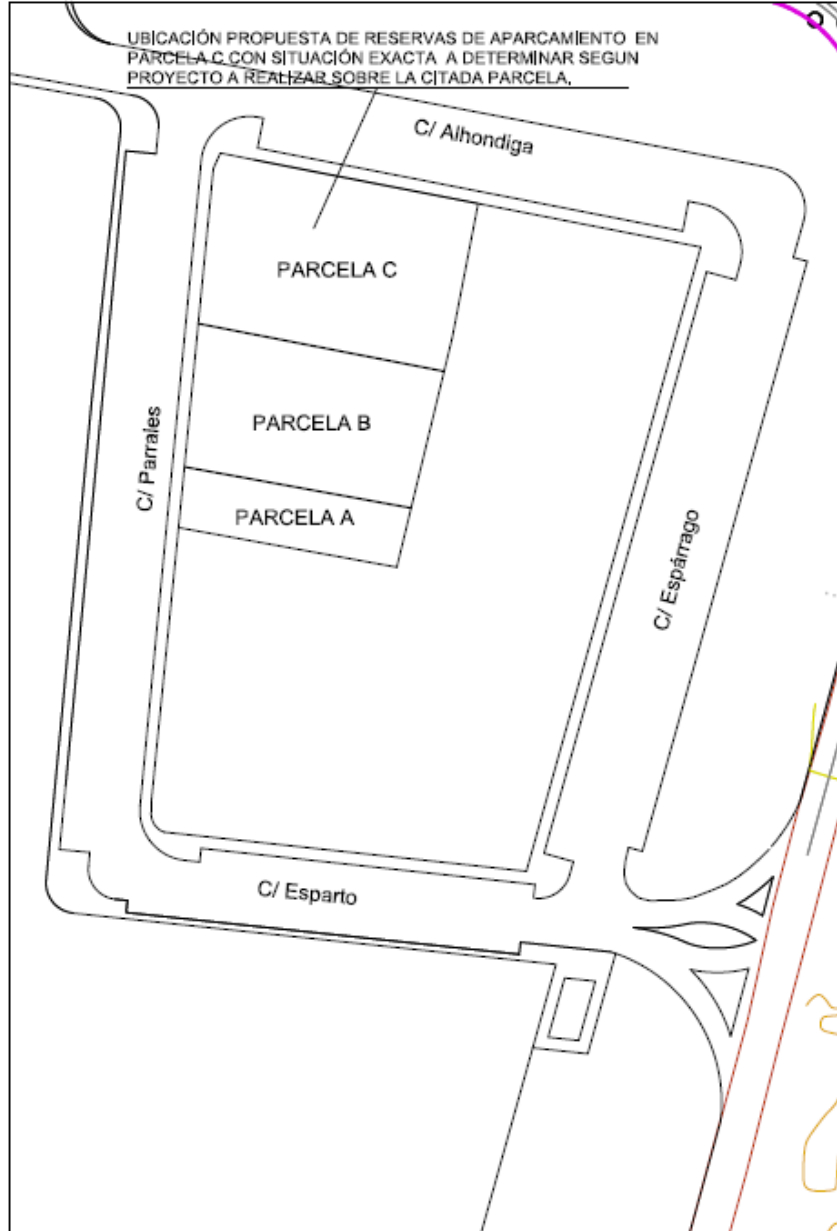 UBICACIÓN PROPUESTA DE RESERVAS DE APARCAMIENTO EN
PARCELA C CON SITUACIÓN EXACTA A DETERMINAR SEGUN
PROYECTO A REALIZAR SOBRE LA CITADA PARCELA.
C/ Alhondiga
PARCELA C
PARCELA B
C/ Parrales
PARCELA A
C/ Espárrago
C/ Esparto